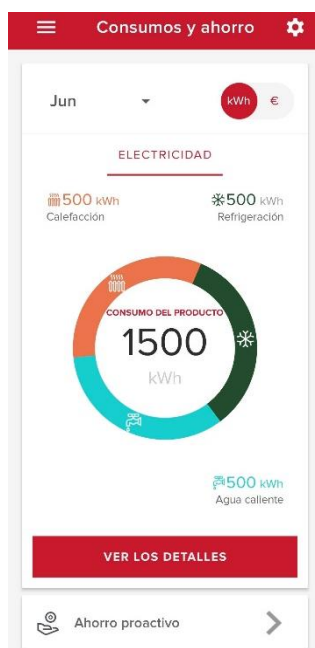 Consumos y ahorro
Jun
kWh €
ELECTRICIDAD
500 kWh
Calefacción
500 kWh
Refrigeración
CONSUMO DEL PRODUCTO
1500
kWh
500 kWh
Agua caliente
VER LOS DETALLES
Ahorro proactivo